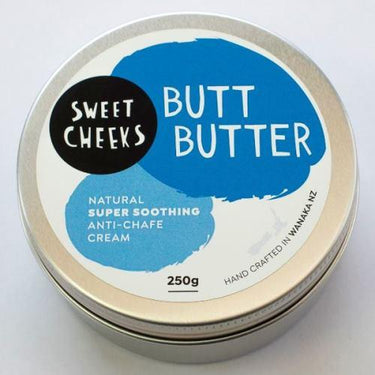 SWEET
CHEEKS
BUTT
BUTTER
NATURAL
SUPER SOOTHING
ANTI-CHAFE
CREAM
250g
HAND CRAFTED IN WANAKA NZ